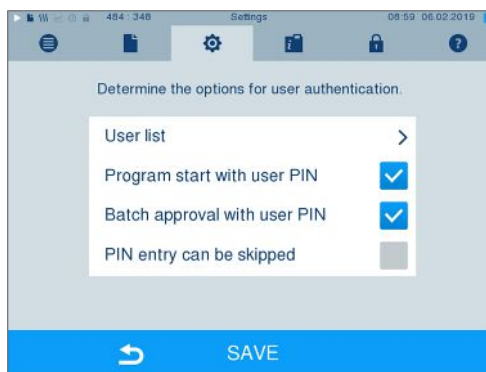 484 : 348 Settings 08:59 06.02.2019
Determine the options for user authentication.
User list
Program start with user PIN
Batch approval with user PIN
PIN entry can be skipped
SAVE